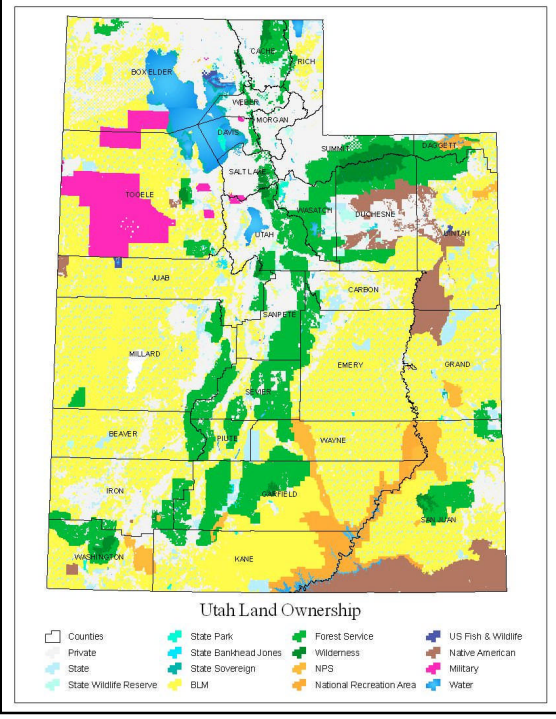 CACHE
RICH
BOX ELDER
WEBER
MORGAN
DAVIS
SUMMIT
DAGGETT
SALT LAKE
TOOELE
WASATCH
DUCHESNE
UINTAH
UTAH
JUAB
CARBON
SANPETE
MILLARD
EMERY
GRAND
SEVIER
BEAVER
PIUTE
WAYNE
IRON
GARFIELD
SAN JUAN
WASHINGTON
KANE
Utah Land Ownership
Counties
Private
State
State Wildlife Reserve
State Park
State Bankhead Jones
State Sovereign
BLM
Forest Service
Wilderness
NPS
National Recreation Area
US Fish & Wildlife
Native American
Military
Water